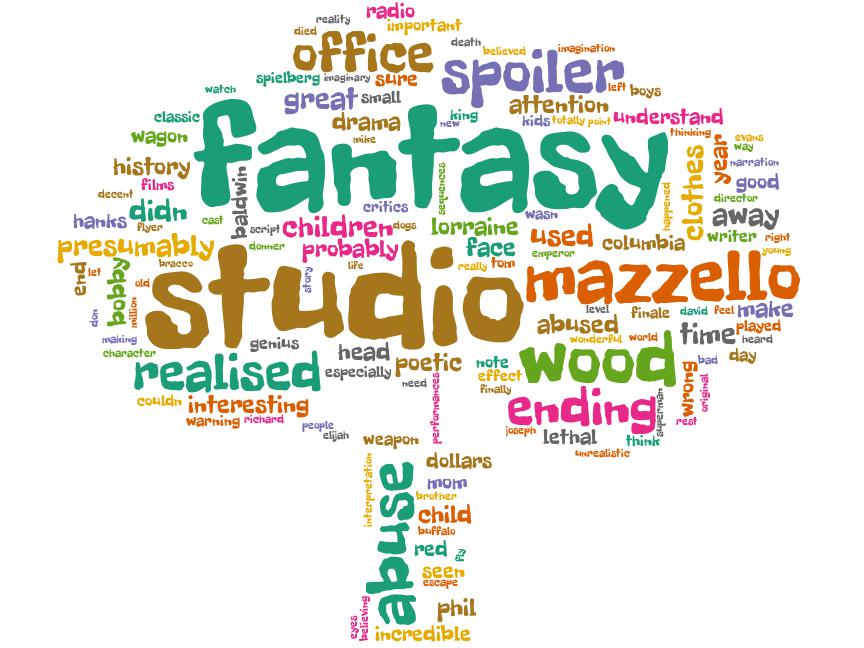 radio
reality
important
died
office
death
believed
imagination
spielberg
imaginary
sure
spoiler
left
boys
watch
great
small
attention
classic
fantasy
drama
king
new
kids
totally
point
understand
thinking
wagon
mike
year
evans
way
history
baldwin
sequences
clothes
narration
films
good
decent
didn
cast
critics
happened
director
hanks
flyer
script
children
dogs
lorraine
wasn
away
presumably
donner
probably
face
used
columbia
writer
right
emperor
young
end
let
bobby
bracco
studio
story
life
really
tom
mazzello
old
million
don
level
finale
david
feel
make
abused
time
played
making
genius
wonderful
world
heard
character
head
poetic
note
wood
bad
day
realised
especially
need
effect
finally
wrong
original
couldn
interesting
performances
ending
superman
rest
warning
richard
people
elijah
weapon
joseph
lethal
think
unrealistic
interpretation
abuse
dollars
mom
brother
child
buffalo
red
fly
seen
escape
phil
eyes
believing
incredible